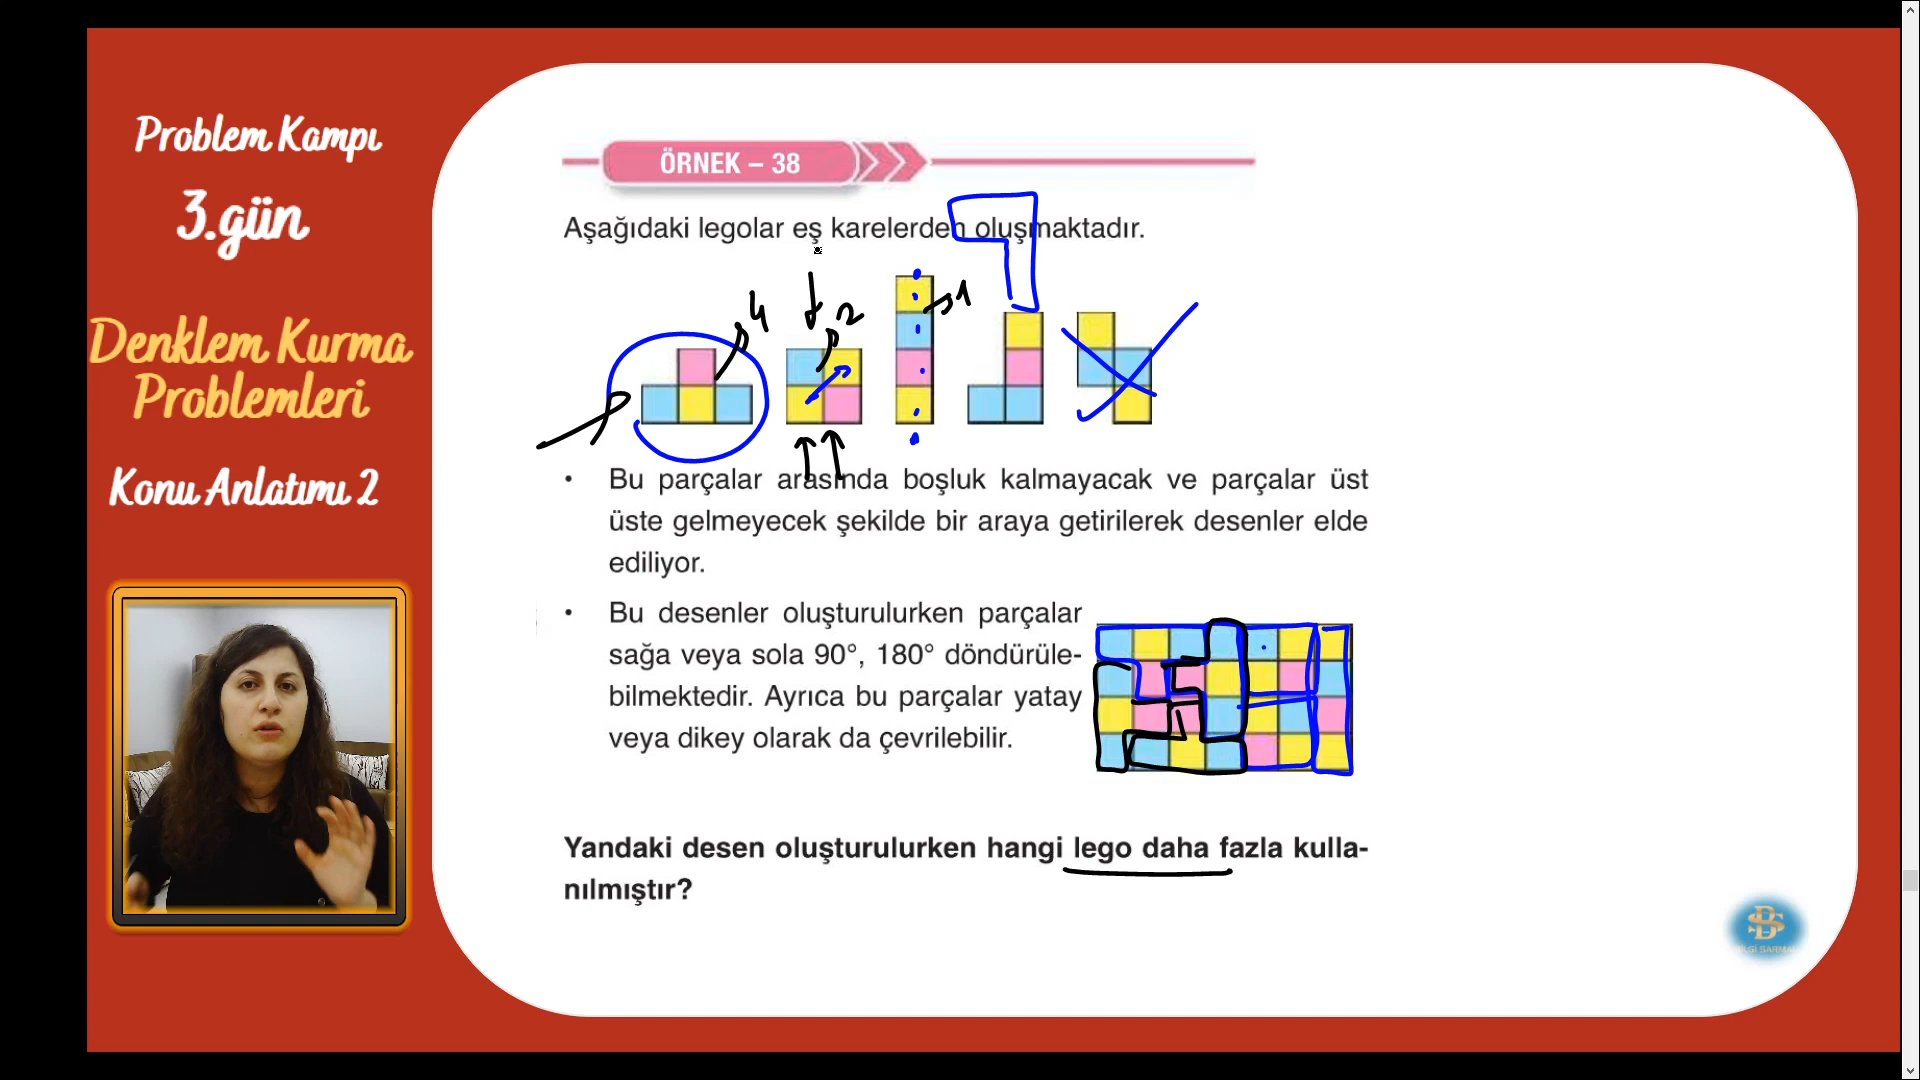 Problem Kampı
3.gün
Denklem Kurma
Problemleri
Konu Anlatımı 2
ÖRNEK – 38
Aşağıdaki legolar eş karelerden oluşmaktadır.
4
2
1
• Bu parçalar arasında boşluk kalmayacak ve parçalar üst
üste gelmeyecek şekilde bir araya getirilerek desenler elde
ediliyor.
• Bu desenler oluşturulurken parçalar
sağa veya sola 90°, 180° döndürüle-
bilmektedir. Ayrıca bu parçalar yatay
veya dikey olarak da çevrilebilir.
Yandaki desen oluşturulurken hangi lego daha fazla kulla-
nılmıştır?